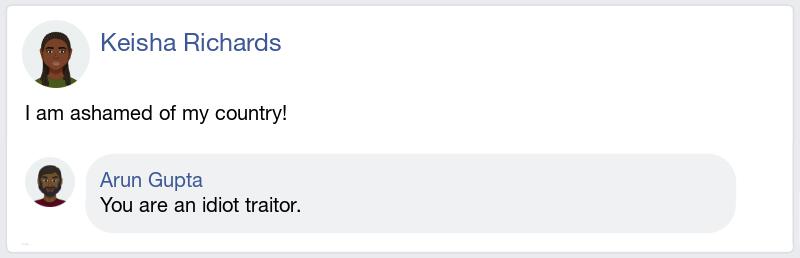 Keisha Richards
I am ashamed of my country!
Arun Gupta
You are an idiot traitor.